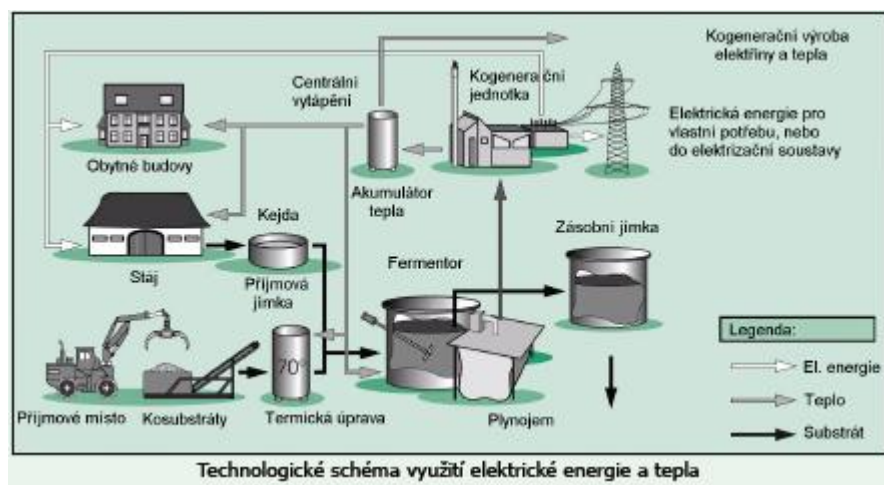 Kogenerační výroba
elektřiny a tepla
Centrální
vytápění
Kogenerační
jednotka
Elektrická energie pro
vlastní potřebu, nebo
do elektrizační soustavy
Obytné budovy
Akumulátor
tepla
Kejda
Zásobní jímka
Fermentor
Stáj
Příjmová
jímka
70°
Legenda:
El. energie
Teplo
Substrát
Příjmové místo
Kosubstráty
Termická úprava
Plynojem
Technologické schéma využití elektrické energie a tepla